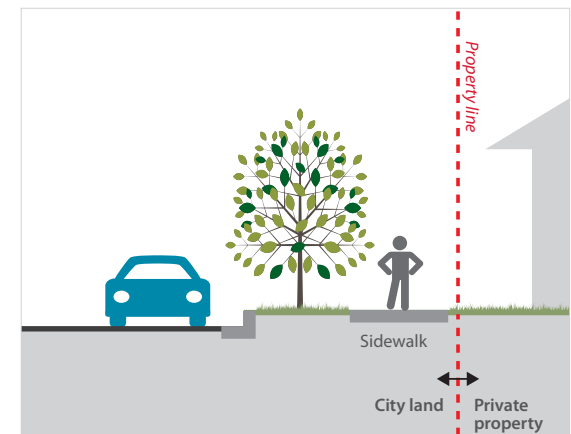 Property line
Sidewalk
City land
Private
property